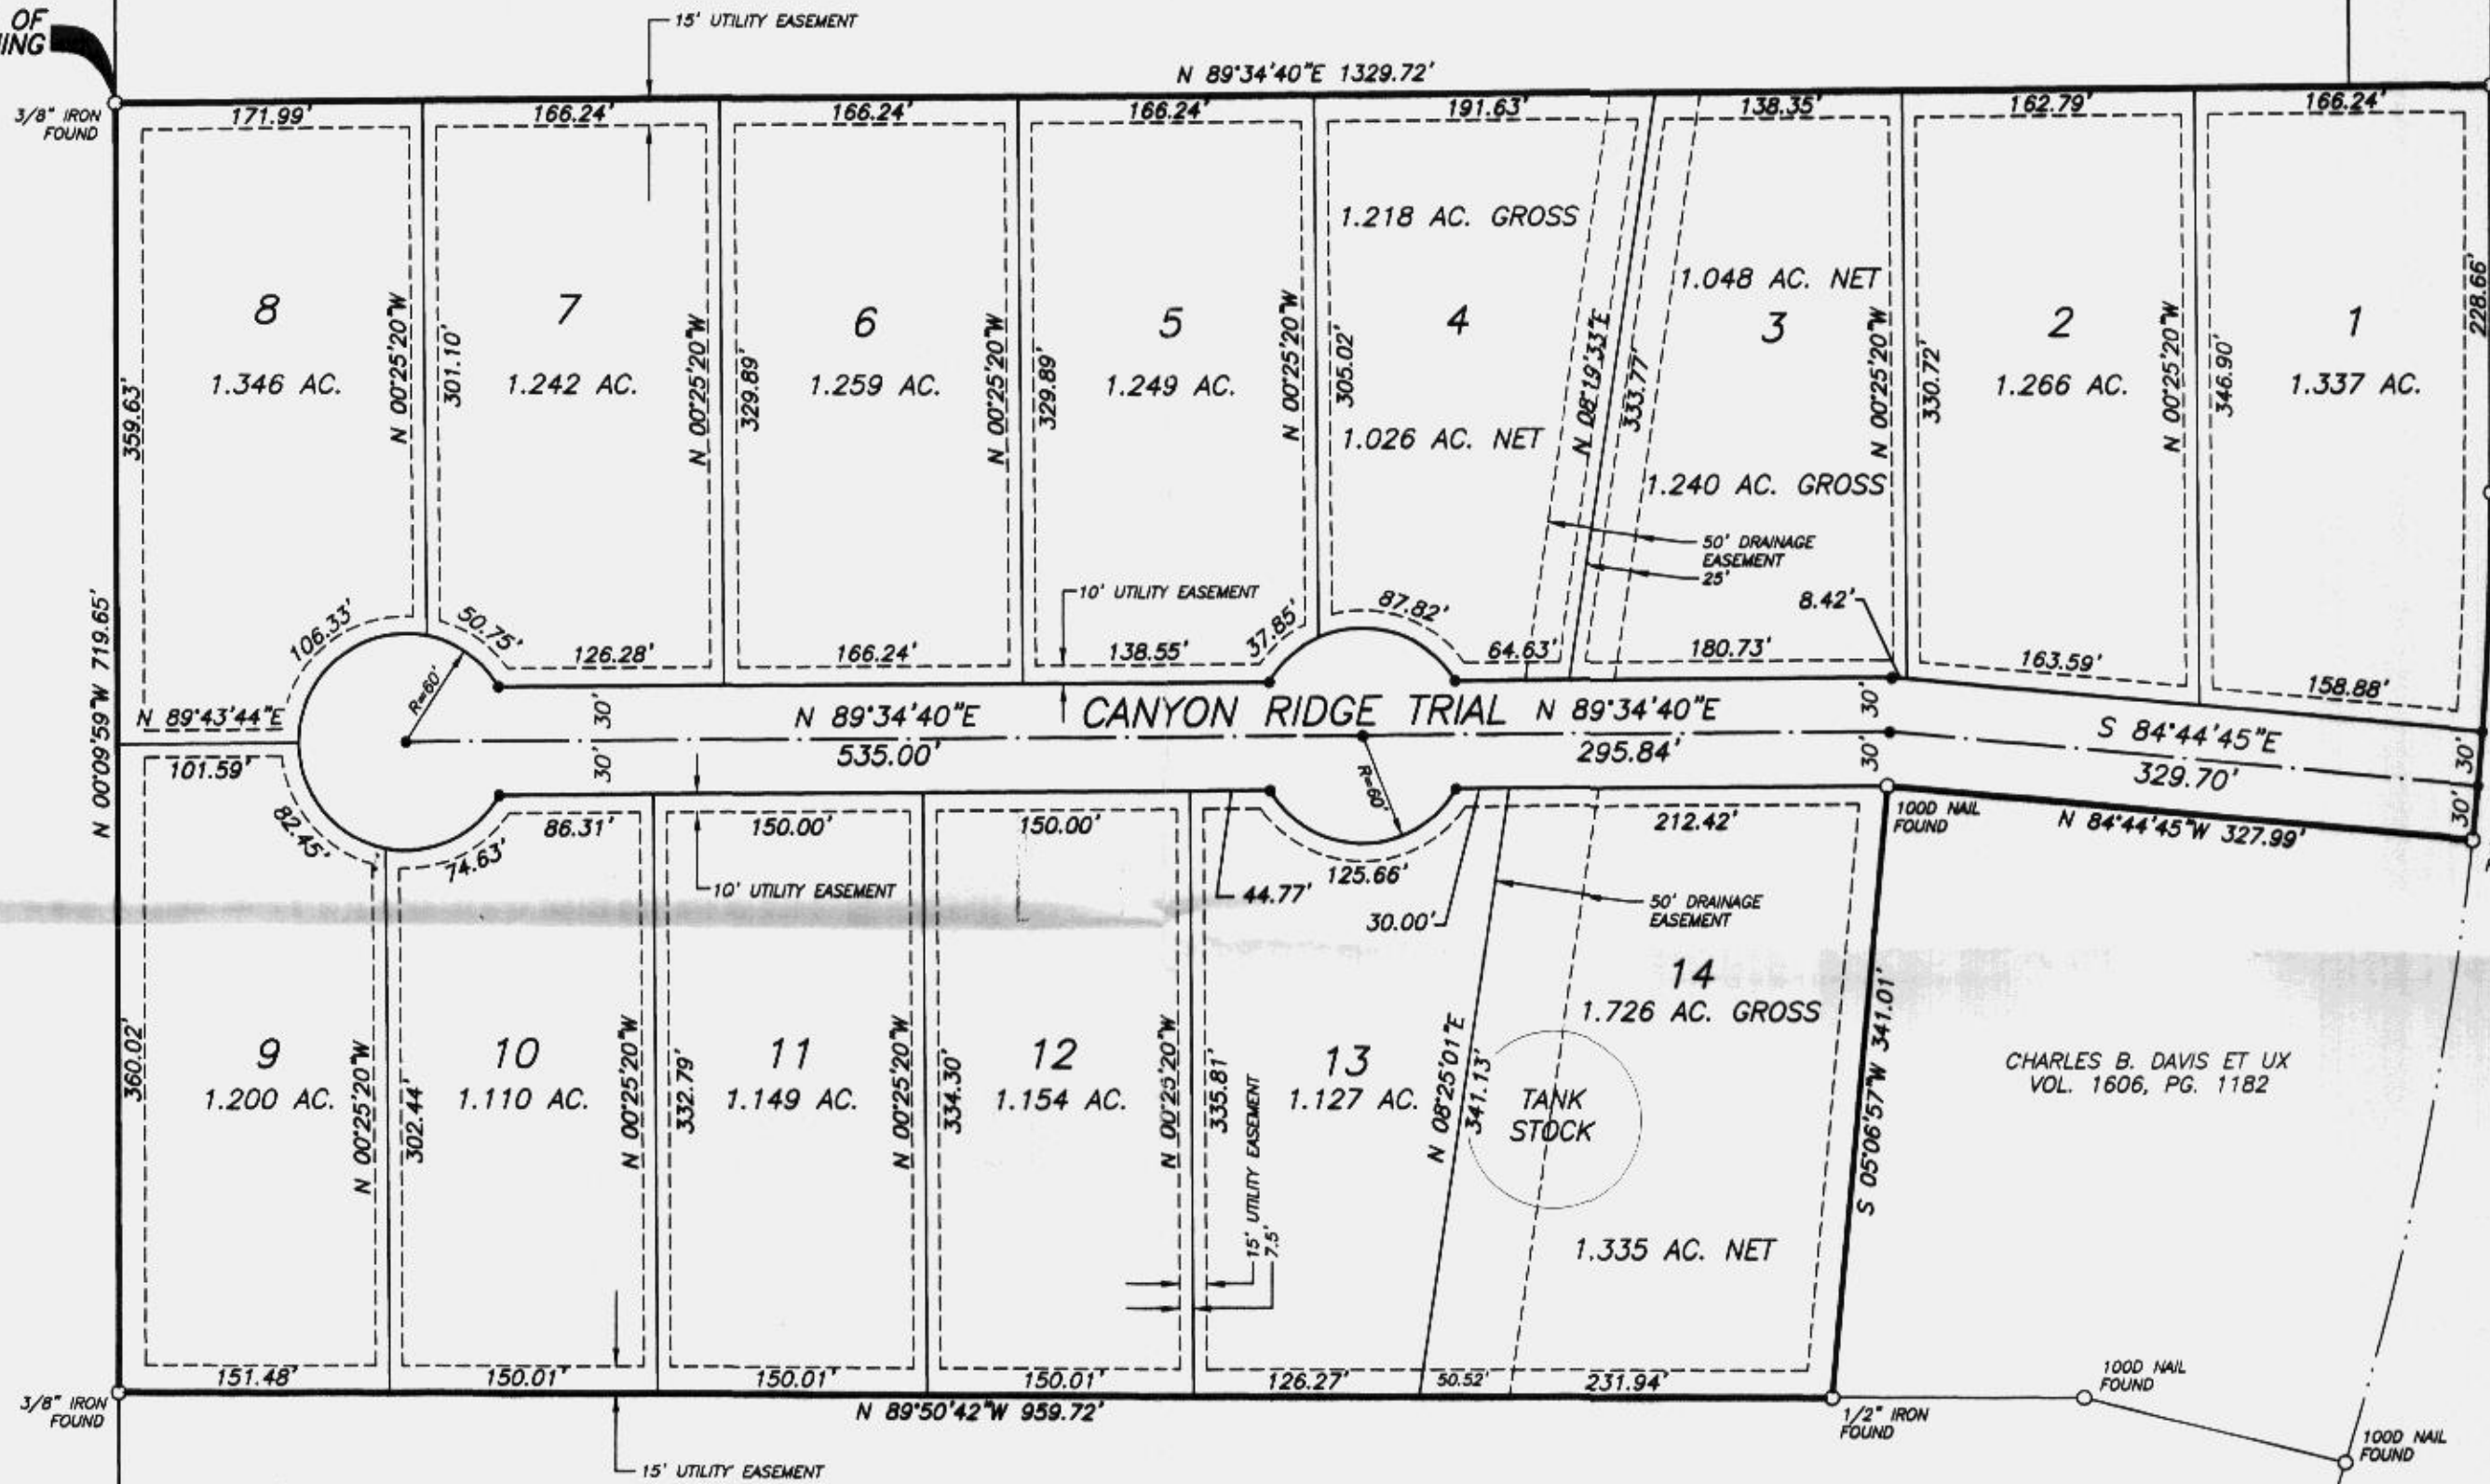 OF
ING
15' UTILITY EASEMENT
N 89°34'40"E 1329.72'
3/8" IRON
FOUND
171.99'
166.24'
166.24'
166.24'
191.63'
138.35'
162.79'
166.24'
8
1.346 AC.
359.63'
N 00°25'20"W
301.10'
7
1.242 AC.
N 00°25'20"W
329.89'
6
1.259 AC.
N 00°25'20"W
329.89'
5
1.249 AC.
N 00°25'20"W
305.02'
1.218 AC. GROSS
4
1.026 AC. NET
N 08°19'33"E
333.77'
1.048 AC. NET
3
1.240 AC. GROSS
N 00°25'20"W
330.72'
2
1.266 AC.
N 00°25'20"W
346.90'
1
1.337 AC.
228.66'
50' DRAINAGE
EASEMENT
25'
8.42'
10' UTILITY EASEMENT
106.33'
50.75'
126.28'
166.24'
138.55'
37.85'
87.82'
64.63'
180.73'
163.59'
158.88'
N 00°09'59"W 719.65'
N 89°43'44"E
R=60'
30'
30'
N 89°34'40"E
535.00'
CANYON RIDGE TRIAL
N 89°34'40"E
295.84'
R=60'
30'
30'
S 84°44'45"E
329.70'
30'
30'
101.59'
82.45'
74.63'
86.31'
150.00'
150.00'
10' UTILITY EASEMENT
44.77'
125.66'
30.00'
212.42'
100D NAIL
FOUND
N 84°44'45"W 327.99'
50' DRAINAGE
EASEMENT
360.02'
9
1.200 AC.
N 00°25'20"W
302.44'
10
1.110 AC.
N 00°25'20"W
332.79'
11
1.149 AC.
N 00°25'20"W
334.30'
12
1.154 AC.
N 00°25'20"W
335.81'
15' UTILITY EASEMENT
7.5'
13
1.127 AC.
N 08°25'01"E
341.13'
14
1.726 AC. GROSS
TANK
STOCK
1.335 AC. NET
S 05°06'57"W 341.01'
CHARLES B. DAVIS ET UX
VOL. 1606, PG. 1182
151.48'
150.01'
150.01'
150.01'
126.27'
50.52'
231.94'
3/8" IRON
FOUND
N 89°50'42"W 959.72'
15' UTILITY EASEMENT
1/2" IRON
FOUND
100D NAIL
FOUND
100D NAIL
FOUND